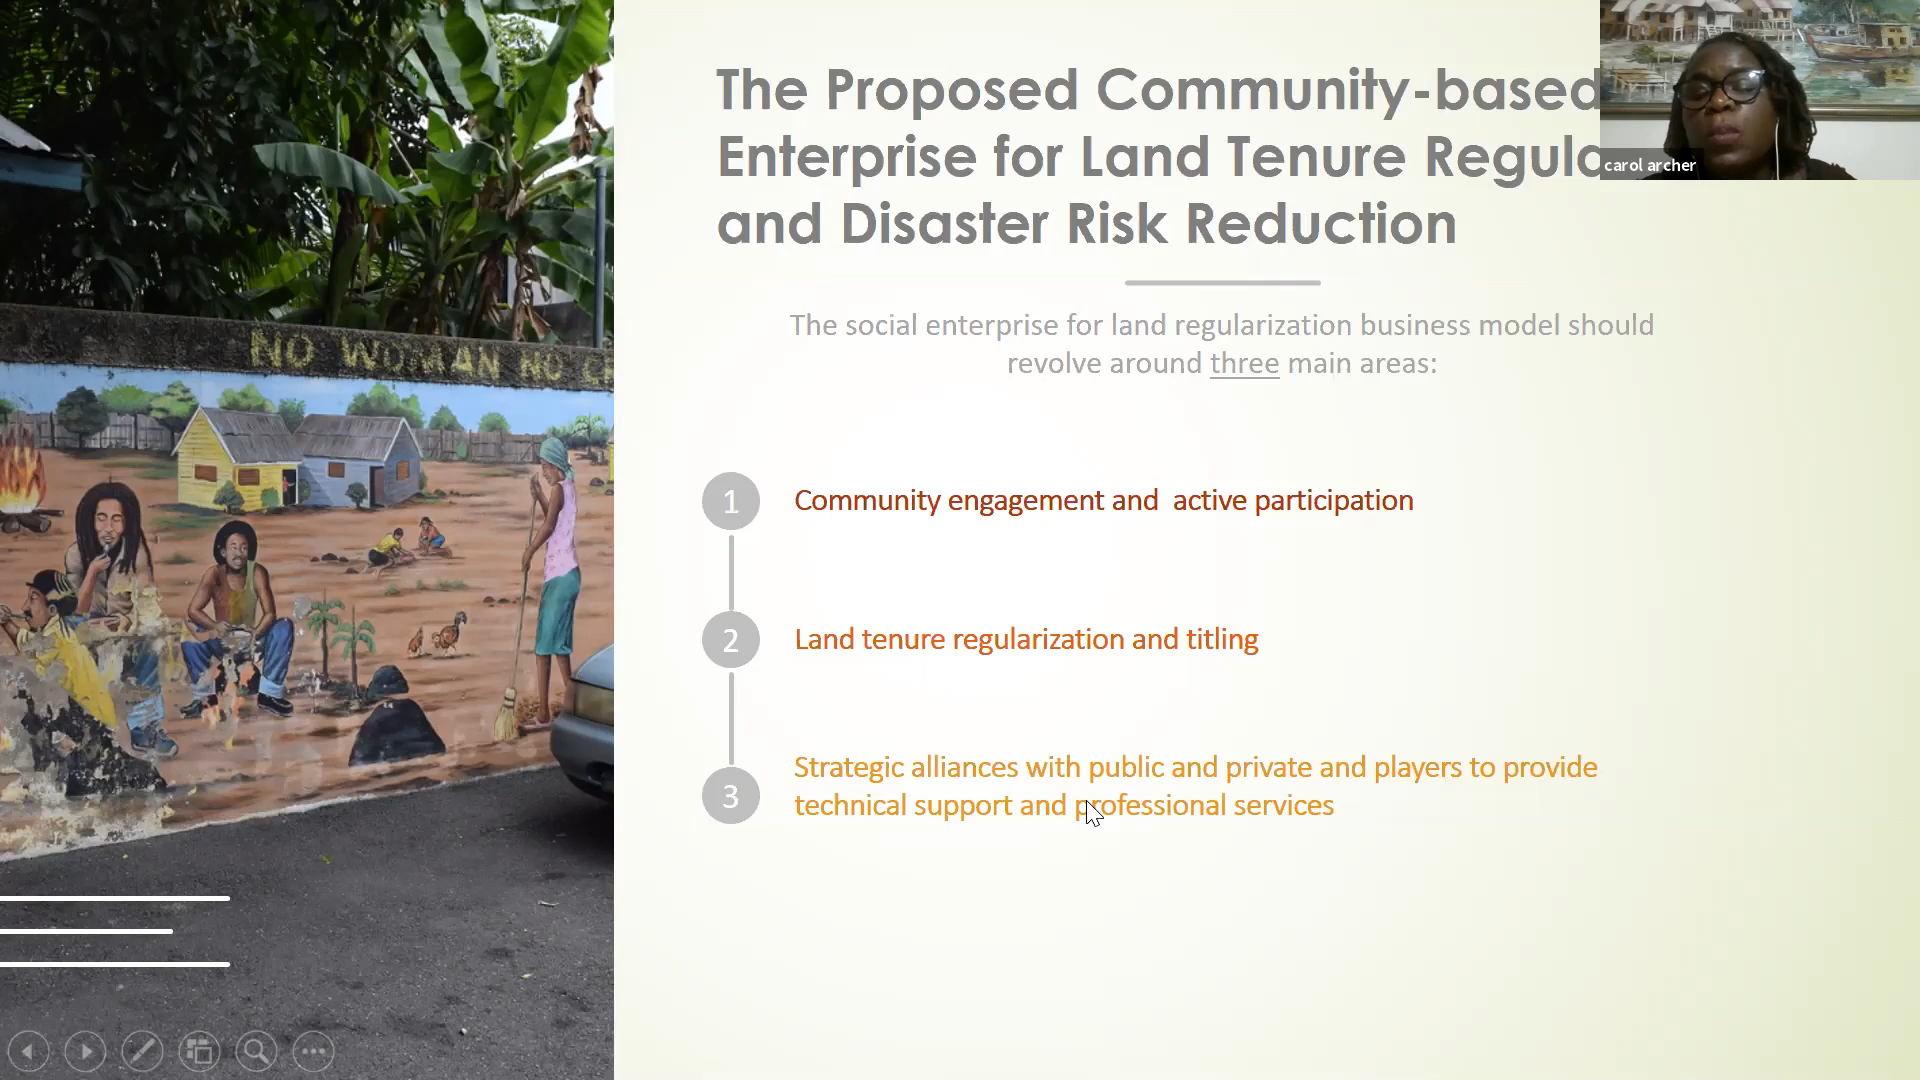 The Proposed Community-based
Enterprise for Land Tenure
and Disaster Risk Reduction
carol archer
The social enterprise for land regularization business model should
revolve around three main areas:
NO WOMAN NO
1 Community engagement and active participation
2 Land tenure regularization and titling
3 Strategic alliances with public and private and players to provide
technical support and professional services